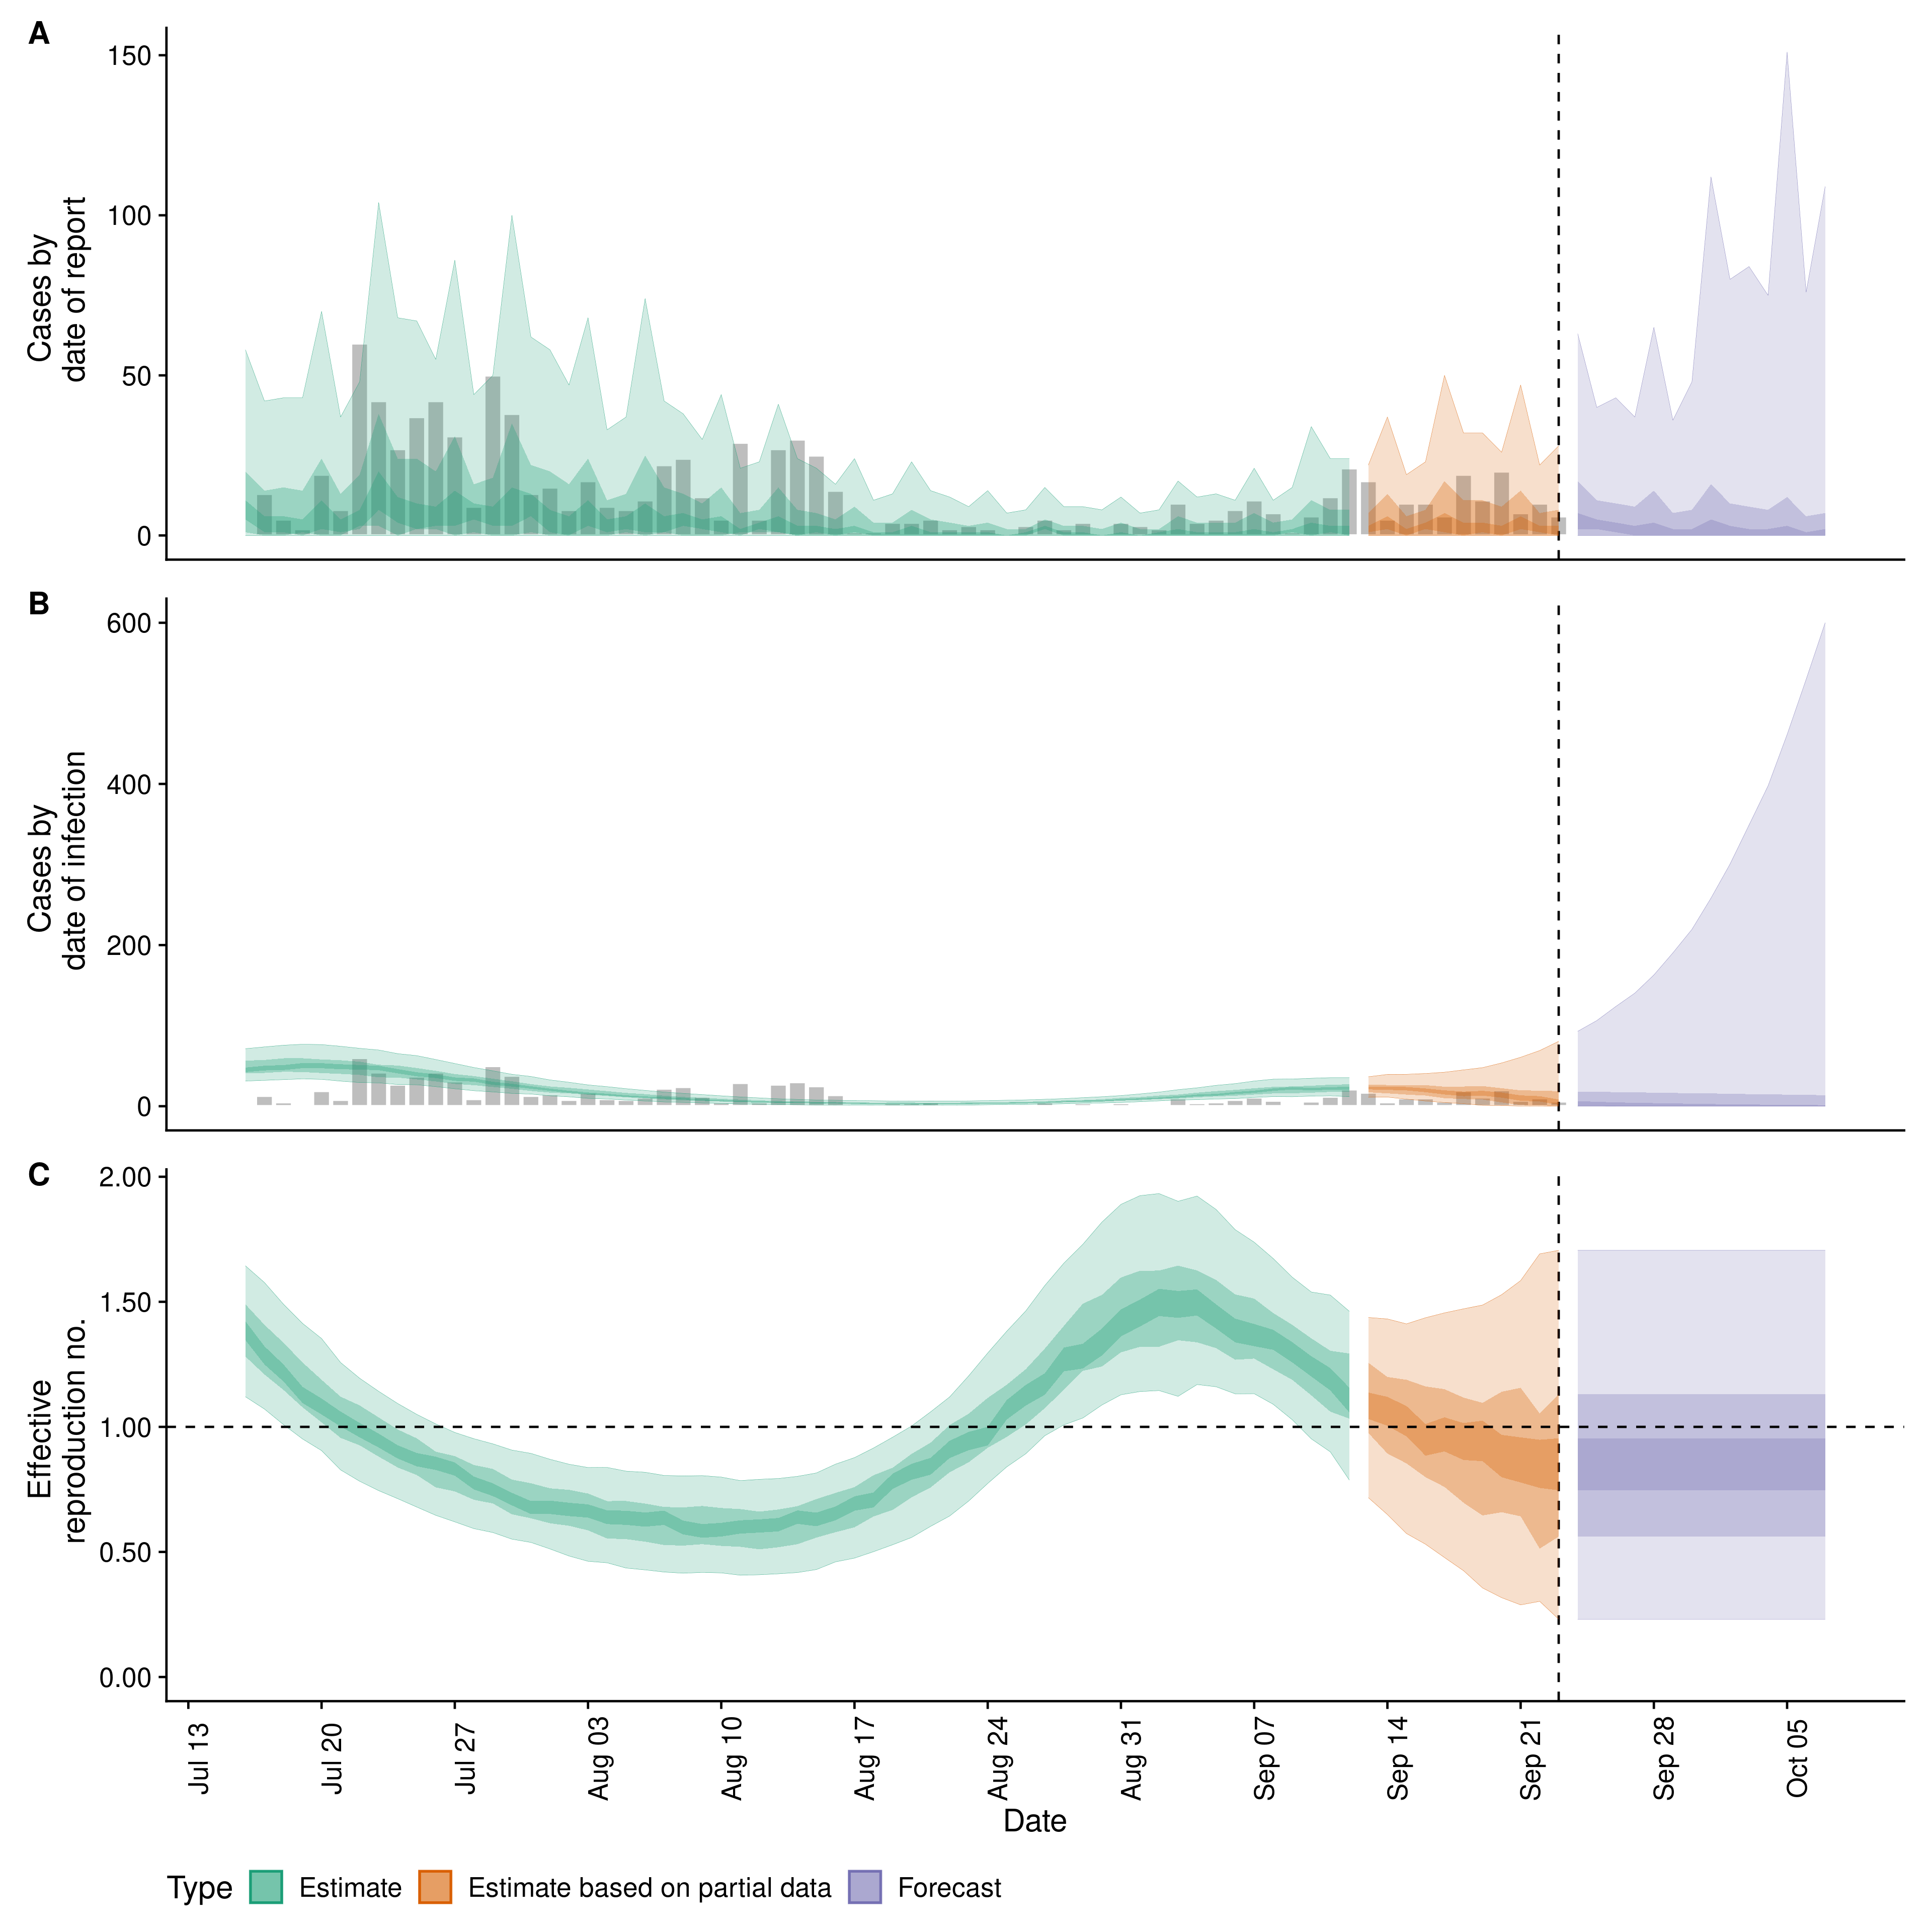 A
150
100
50
0
Cases by
date of report
B
600
400
200
0
Cases by
date of infection
C
2.00
1.50
1.00
0.50
0.00
Effective
reproduction no.
Jul 13
Jul 20
Jul 27
Aug 03
Aug 10
Aug 17
Aug 24
Aug 31
Sep 07
Sep 14
Sep 21
Sep 28
Oct 05
Date
Type Estimate Estimate based on partial data Forecast